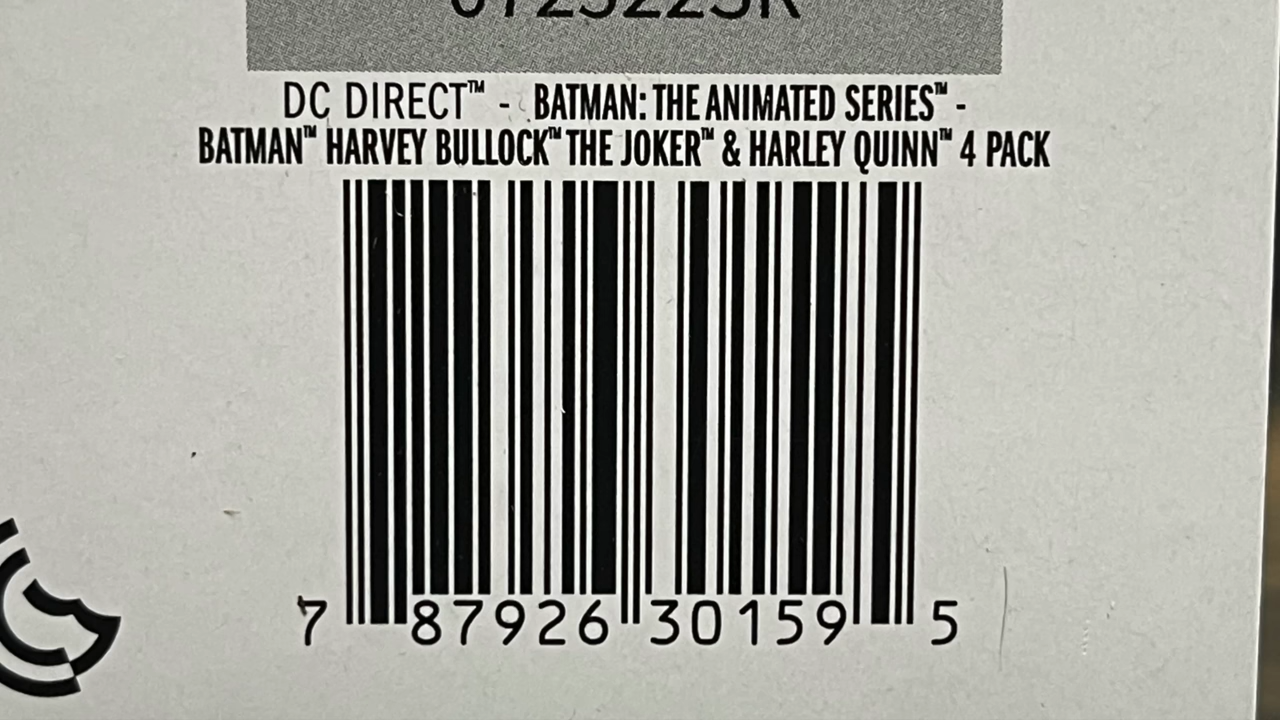 DC DIRECT™ - BATMAN: THE ANIMATED SERIES™ -
BATMAN™ HARVEY BULLOCK™ THE JOKER™ & HARLEY QUINN™ 4 PACK
7 87926 30159 5